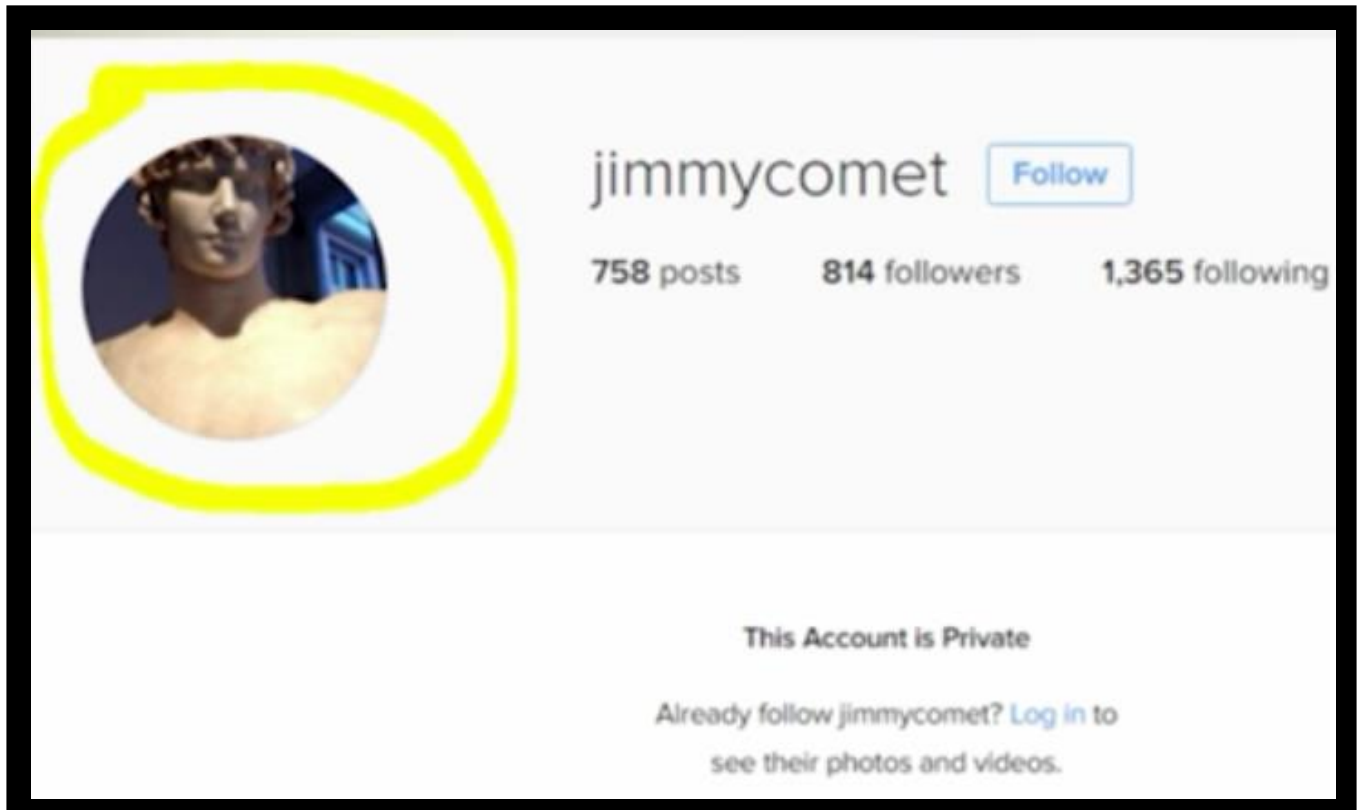 jimmycomet Follow
758 posts 814 followers 1,365 following
This Account is Private
Already follow jimmycomet? Log in to
see their photos and videos.